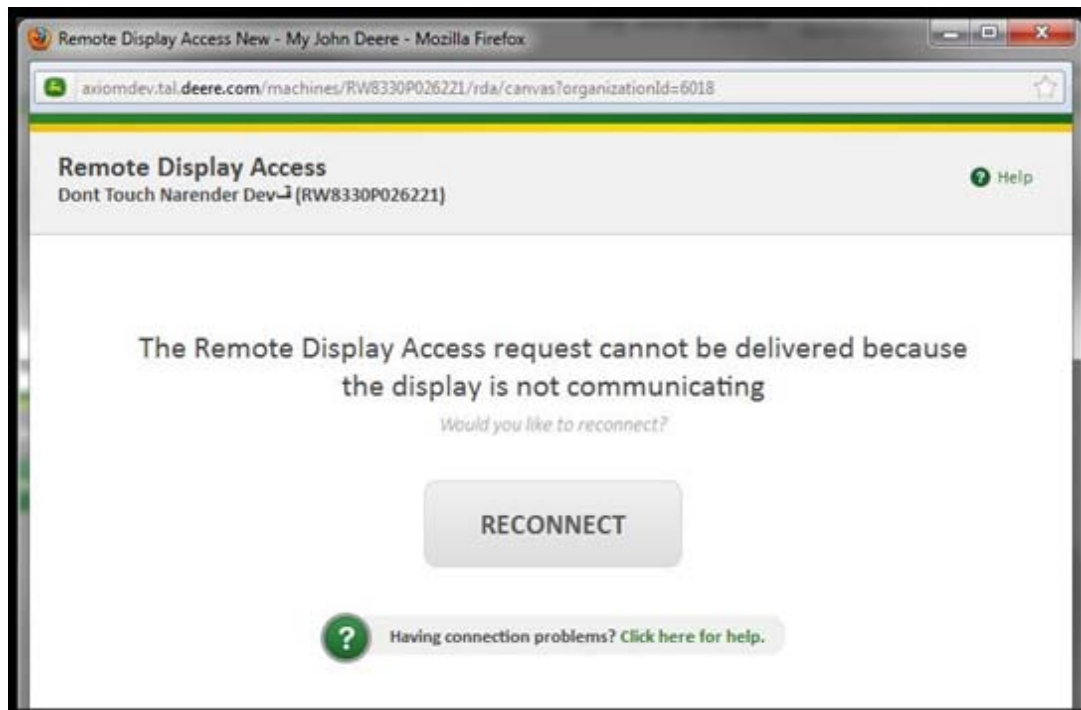 Remote Display Access New - My John Deere - Mozilla Firefox
axiomdev.tal.deere.com/machines/RW8330P026221/rda/canvas?organizationId=6018
Remote Display Access
Dont Touch Narender Dev (RW8330P026221)
? Help
The Remote Display Access request cannot be delivered because
the display is not communicating
Would you like to reconnect?
RECONNECT
? Having connection problems? Click here for help.